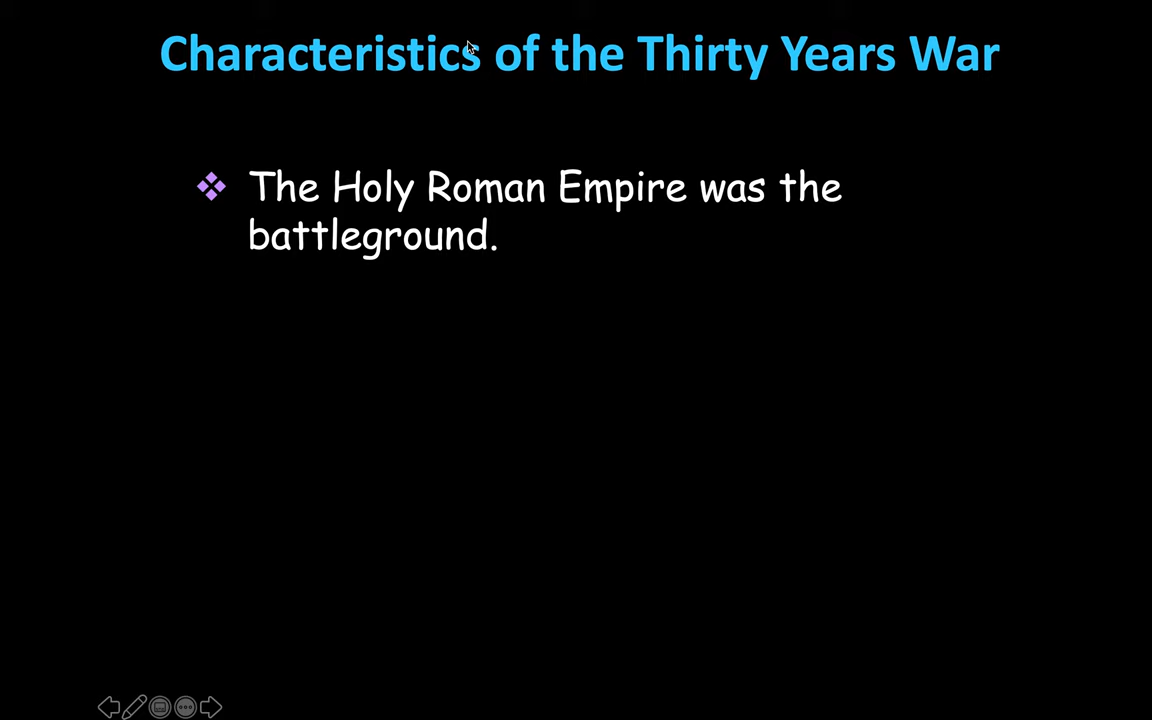 Characteristics of the Thirty Years War
The Holy Roman Empire was the
battleground.